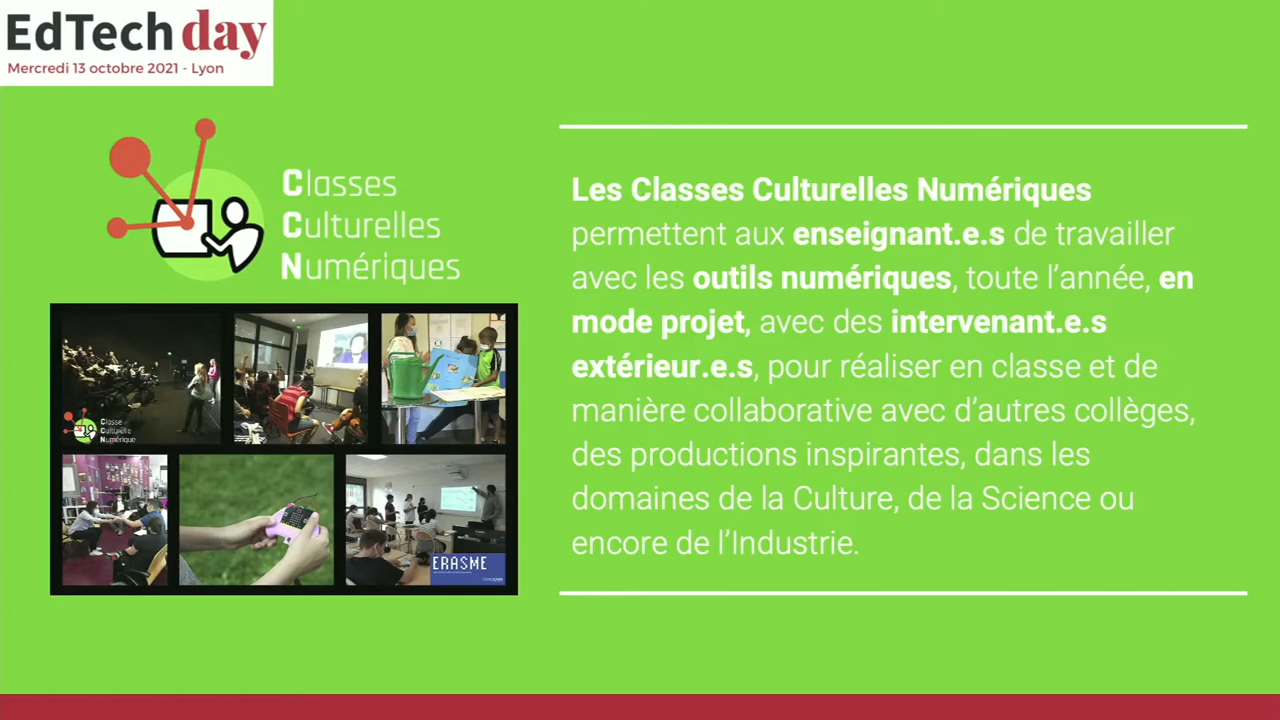 EdTech day
Mercredi 13 octobre 2021 - Lyon
Classes
Culturelles
Numériques
Classe
Culturelle
Numérique
ERASME
Les Classes Culturelles Numériques
permettent aux enseignant.e.s de travailler
avec les outils numériques, toute l'année, en
mode projet, avec des intervenant.e.s
extérieur.e.s, pour réaliser en classe et de
manière collaborative avec d'autres collèges,
des productions inspirantes, dans les
domaines de la Culture, de la Science ou
encore de l'Industrie.